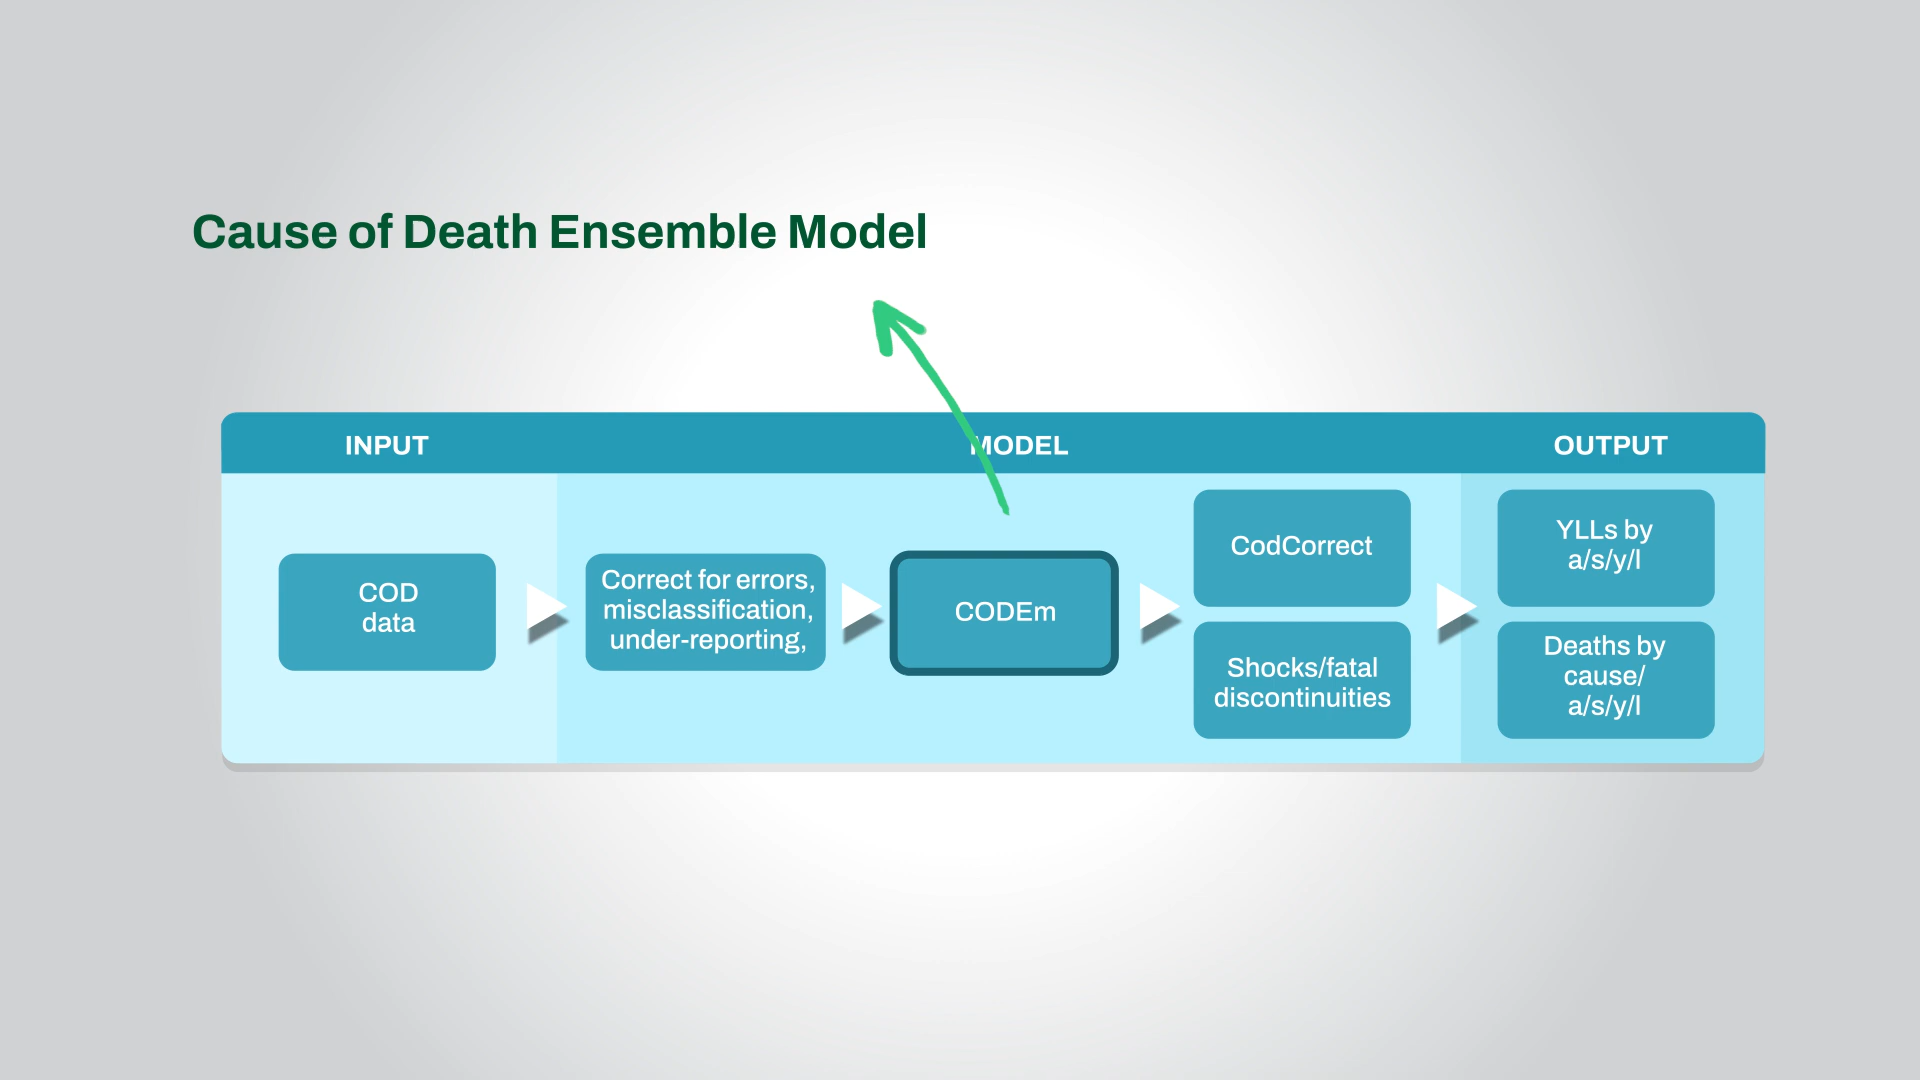 Cause of Death Ensemble Model
INPUT
MODEL
OUTPUT
COD
data
Correct for errors,
misclassification,
under-reporting,
CODEm
CodCorrect
Shocks/fatal
discontinuities
YLLs by
a/s/y/l
Deaths by
cause/
a/s/y/l